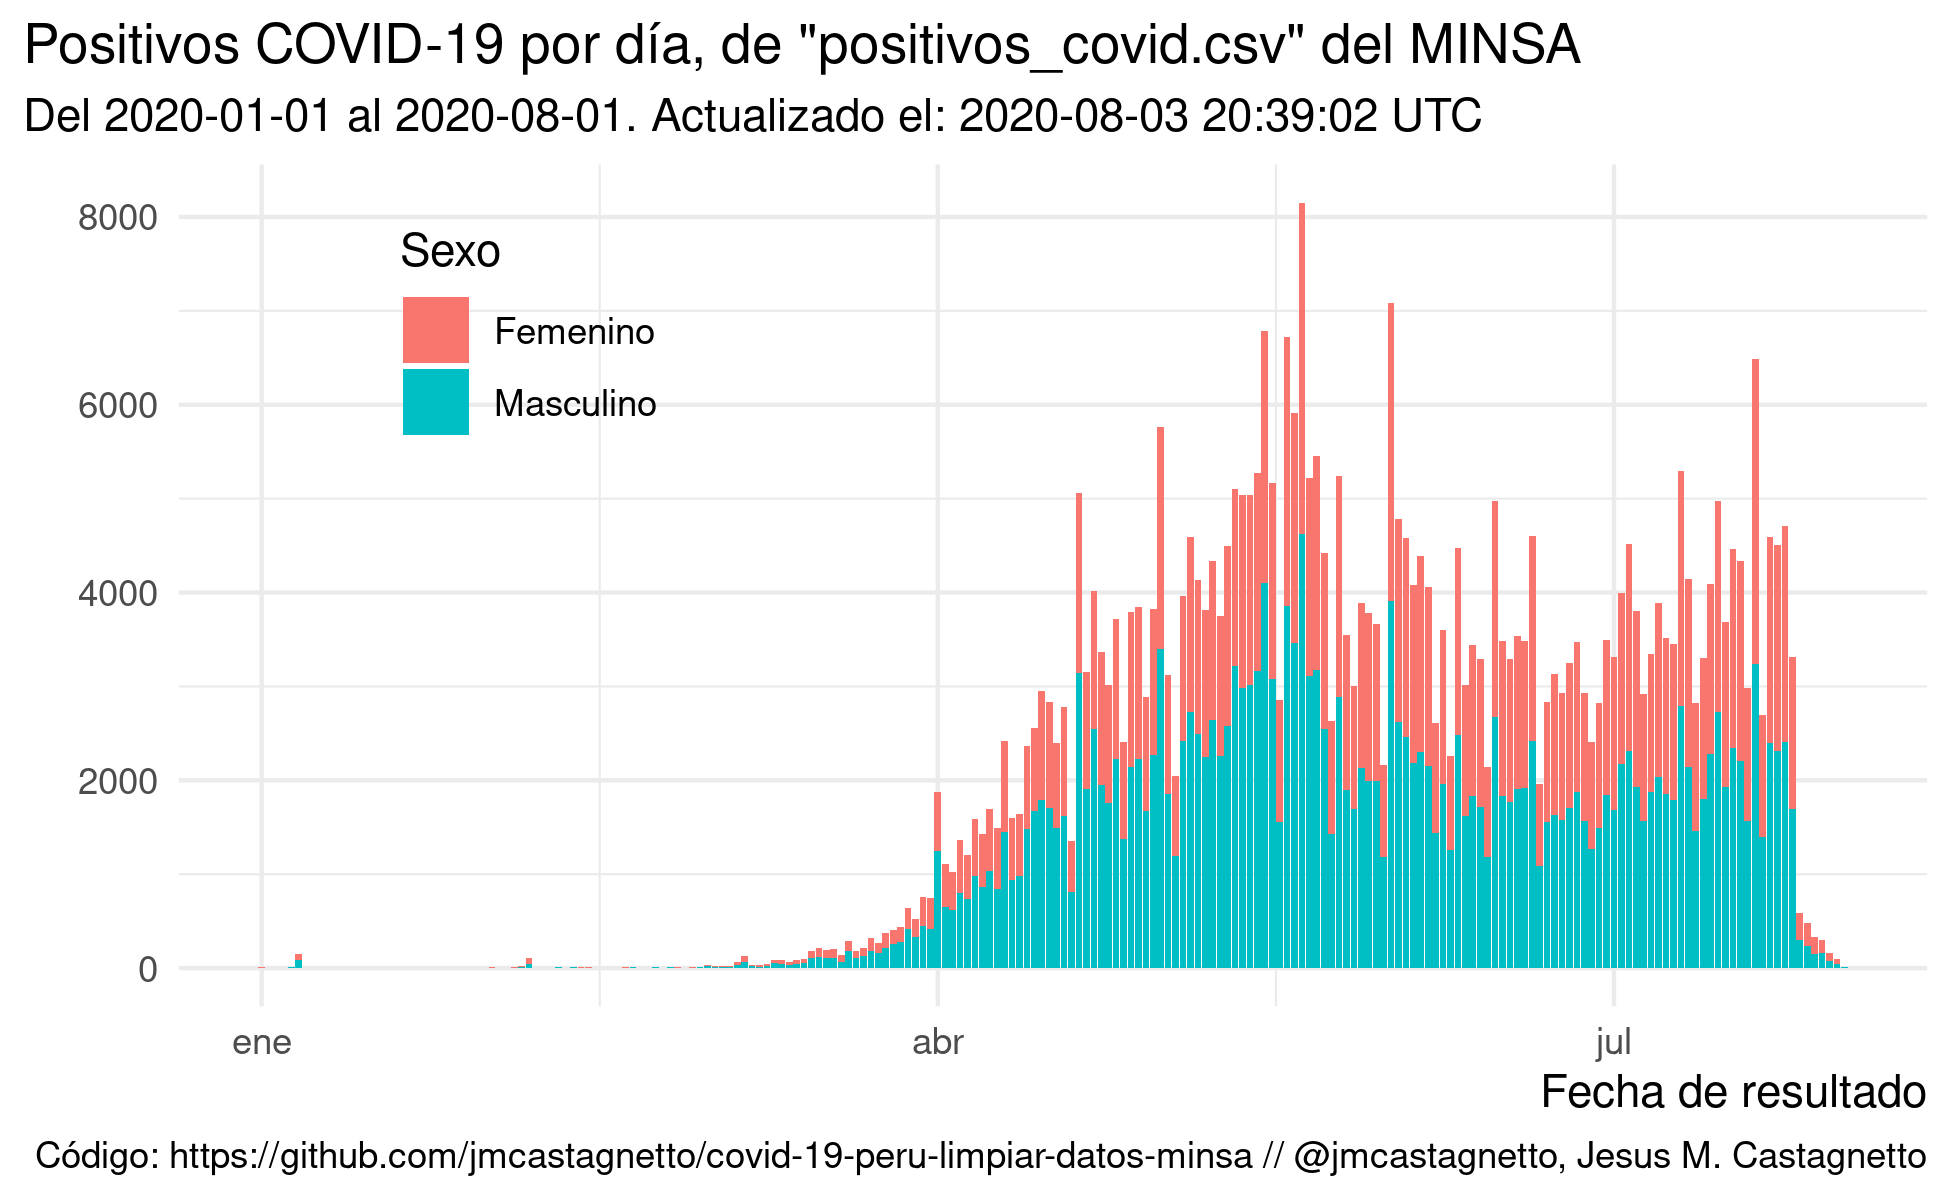 Positivos COVID-19 por día, de "positivos_covid.csv" del MINSA
Del 2020-01-01 al 2020-08-01. Actualizado el: 2020-08-03 20:39:02 UTC
8000
6000
4000
2000
0
Sexo
Femenino
Masculino
ene
abr
jul
Fecha de resultado
Código: https://github.com/jmcastagnetto/covid-19-peru-limpiar-datos-minsa // @jmcastagnetto, Jesus M. Castagnetto